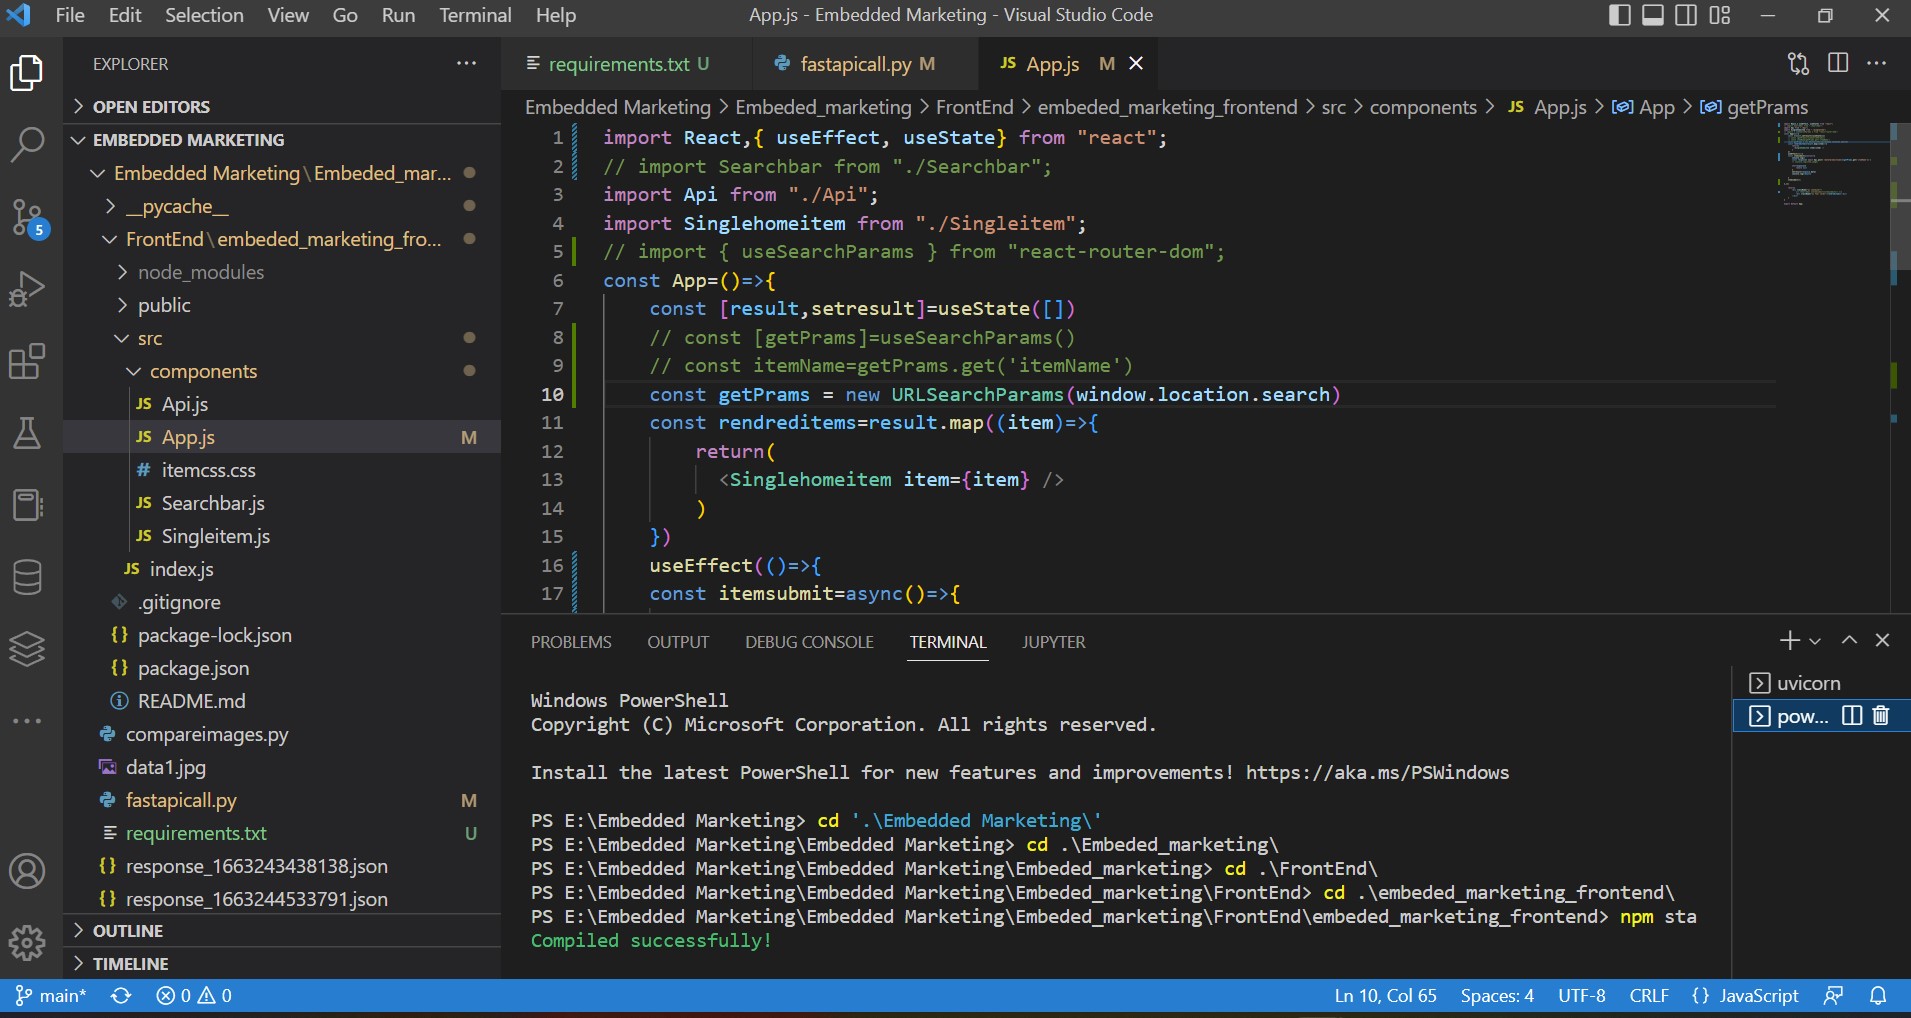 File Edit Selection View Go Run Terminal Help App.js - Embedded Marketing - Visual Studio Code
EXPLORER
OPEN EDITORS
EMBEDDED MARKETING
Embedded Marketing\Embeded_mar...
__pycache__
FrontEnd\embeded_marketing_fro...
node_modules
public
src
components
JS Api.js
JS App.js M
# itemcss.css
JS Searchbar.js
JS Singleitem.js
JS index.js
.gitignore
{} package-lock.json
{} package.json
README.md
compareimages.py
data1.jpg
fastapicall.py M
requirements.txt U
{} response_1663243438138.json
{} response_1663244533791.json
OUTLINE
TIMELINE
5
requirements.txt U fastapicall.py M JS App.js M
Embedded Marketing > Embeded_marketing > FrontEnd > embeded_marketing_frontend > src > components > JS App.js > App > getPrams
1 import React,{ useEffect, useState} from "react";
2 // import Searchbar from "./Searchbar";
3 import Api from "./Api";
4 import Singlehomeitem from "./Singleitem";
5 // import { useSearchParams } from "react-router-dom";
6 const App=()=>{
7 const [result,setresult]=useState([])
8 // const [getPrams]=useSearchParams()
9 // const itemName=getPrams.get('itemName')
10 const getPrams = new URLSearchParams(window.location.search)
11 const rendreditems=result.map((item)=>{
12 return(
13 <Singlehomeitem item={item} />
14 )
15 })
16 useEffect(()=>{
17 const itemsubmit=async()=>{
PROBLEMS OUTPUT DEBUG CONSOLE TERMINAL JUPYTER
Windows PowerShell
Copyright (C) Microsoft Corporation. All rights reserved.
Install the latest PowerShell for new features and improvements! https://aka.ms/PSWindows
PS E:\Embedded Marketing> cd '.\Embedded Marketing\'
PS E:\Embedded Marketing\Embedded Marketing> cd .\Embeded_marketing\
PS E:\Embedded Marketing\Embedded Marketing\Embeded_marketing> cd .\FrontEnd\
PS E:\Embedded Marketing\Embedded Marketing\Embeded_marketing\FrontEnd> cd .\embeded_marketing_frontend\
PS E:\Embedded Marketing\Embedded Marketing\Embeded_marketing\FrontEnd\embeded_marketing_frontend> npm sta
Compiled successfully!
uvicorn
pow...
main* 0 0 Ln 10, Col 65 Spaces: 4 UTF-8 CRLF {} JavaScript